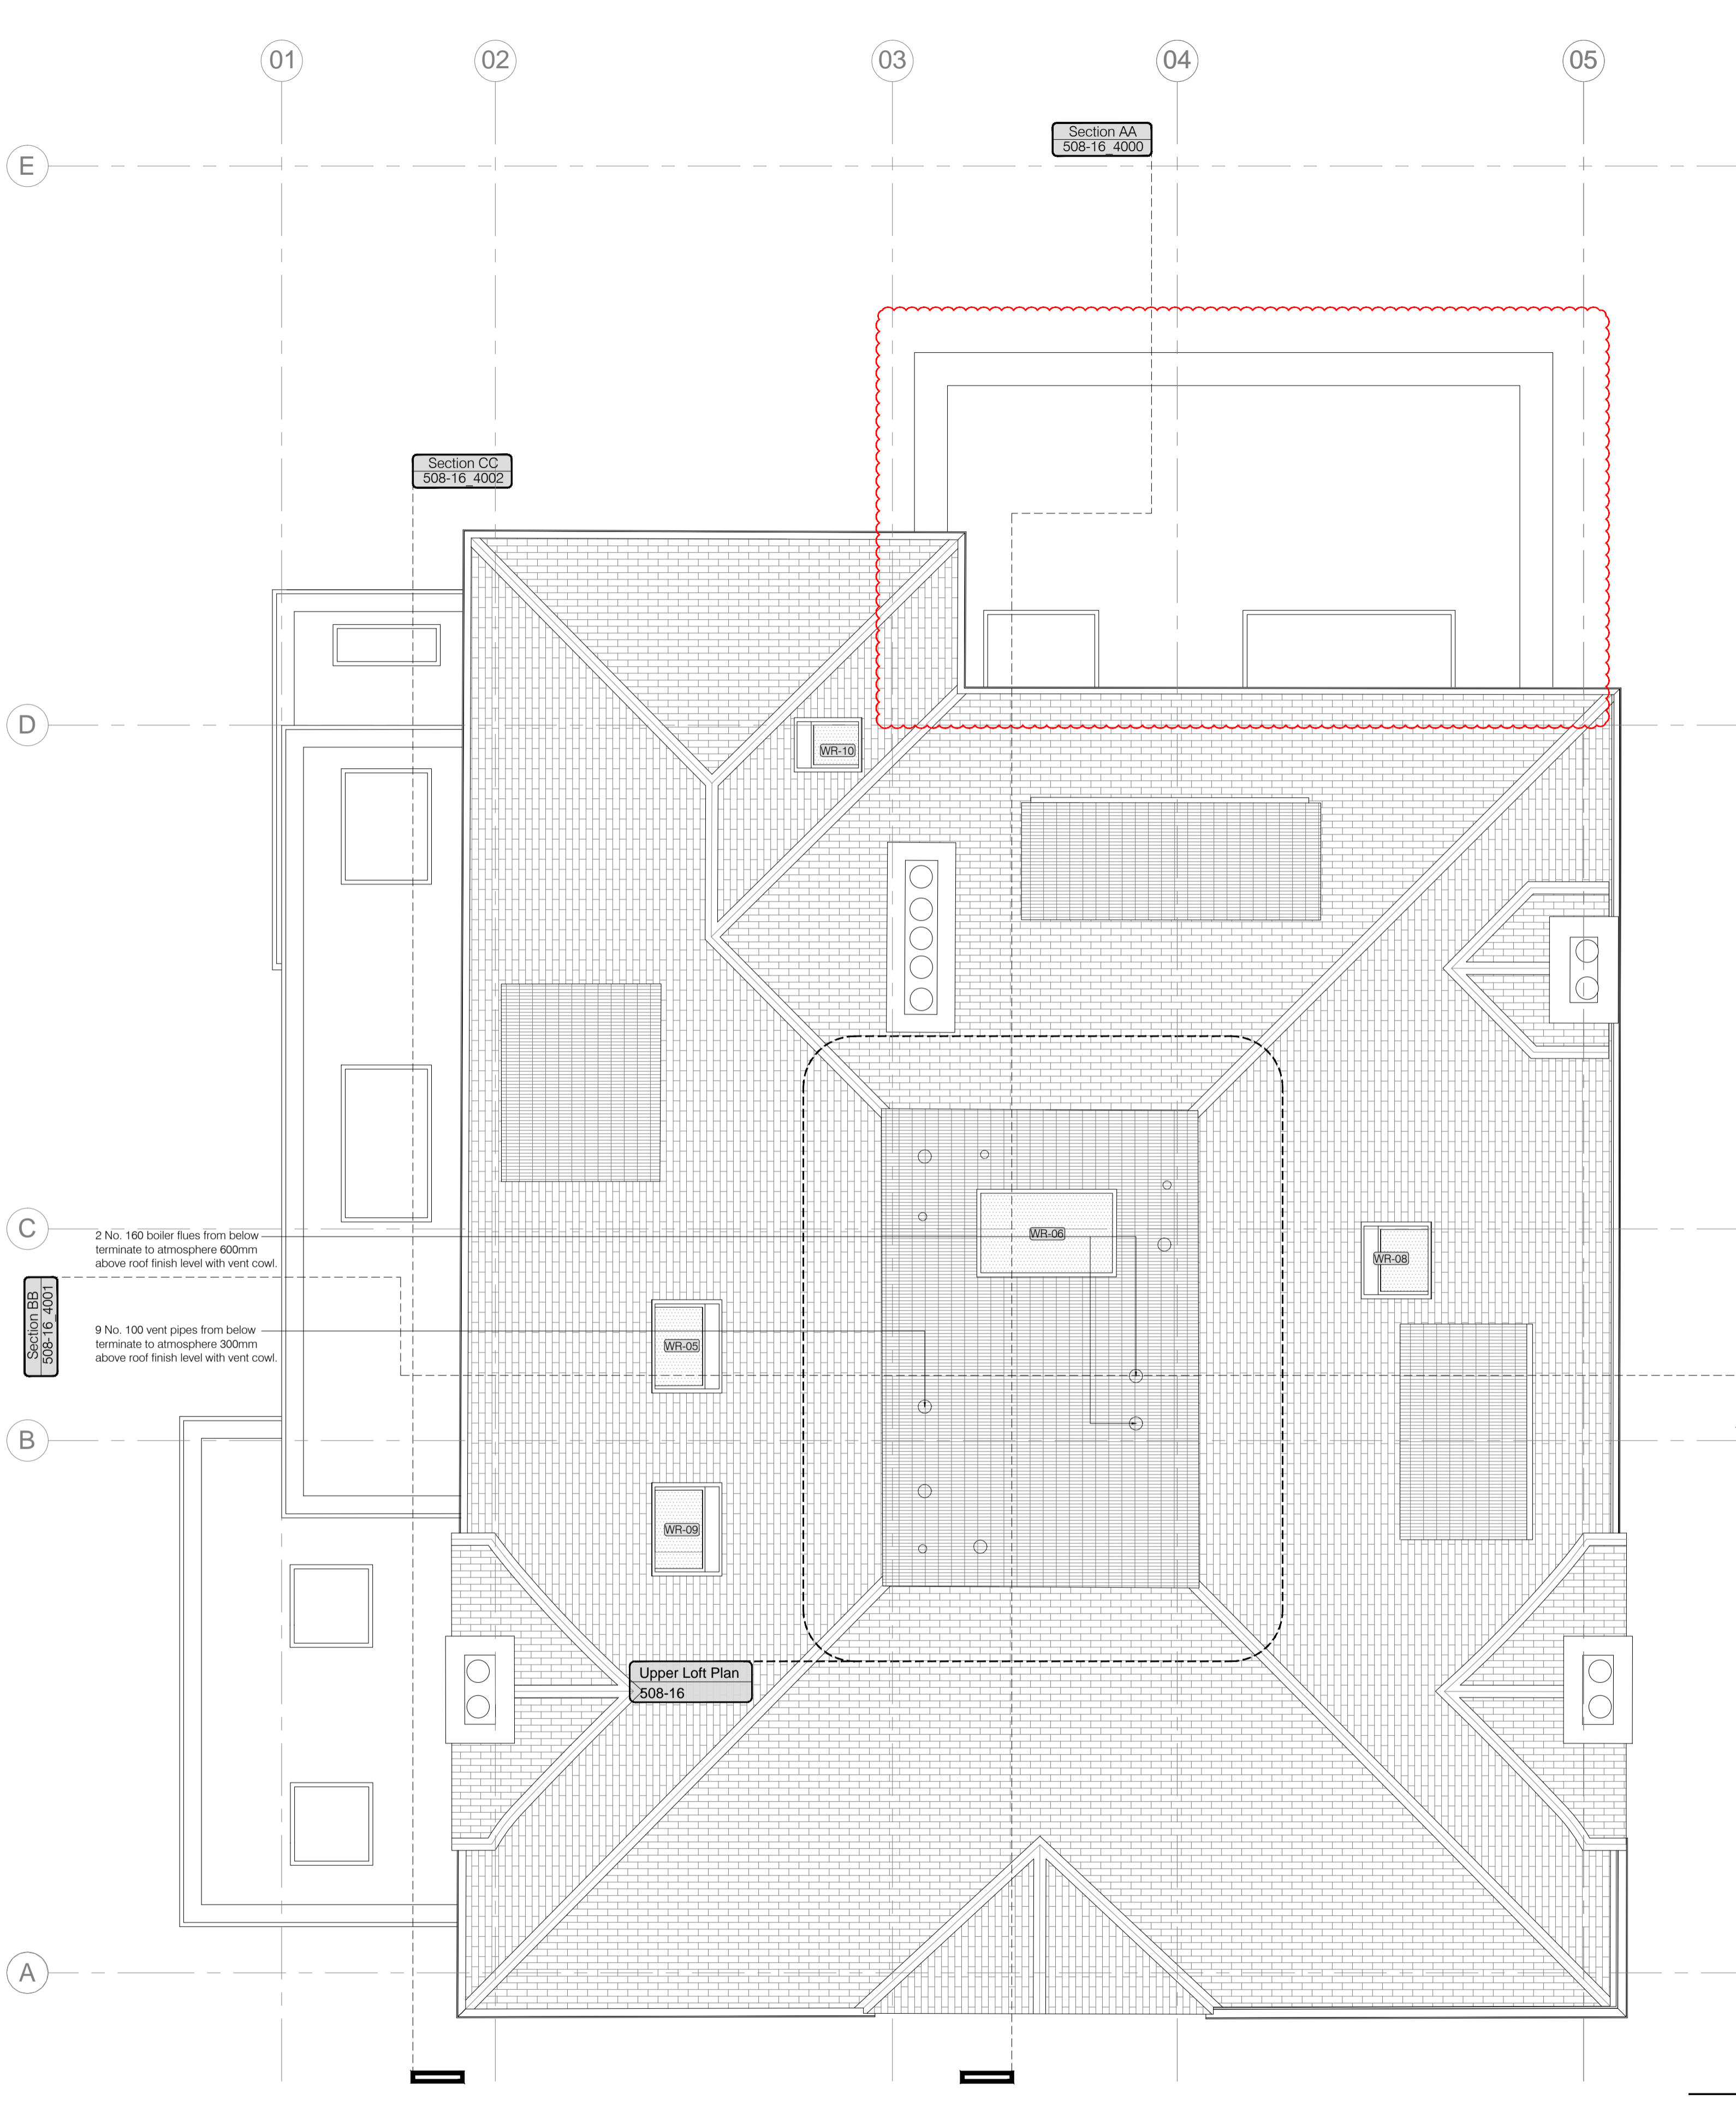 01
02
03
04
05
Section AA
508-16_4000
E
Section CC
508-16_4002
D
WR-10
C
2 No. 160 boiler flues from below
terminate to atmosphere 600mm
above roof finish level with vent cowl.
WR-06
WR-08
Section BB
508-16_4001
9 No. 100 vent pipes from below
terminate to atmosphere 300mm
above roof finish level with vent cowl.
WR-05
B
WR-09
Upper Loft Plan
508-16
A